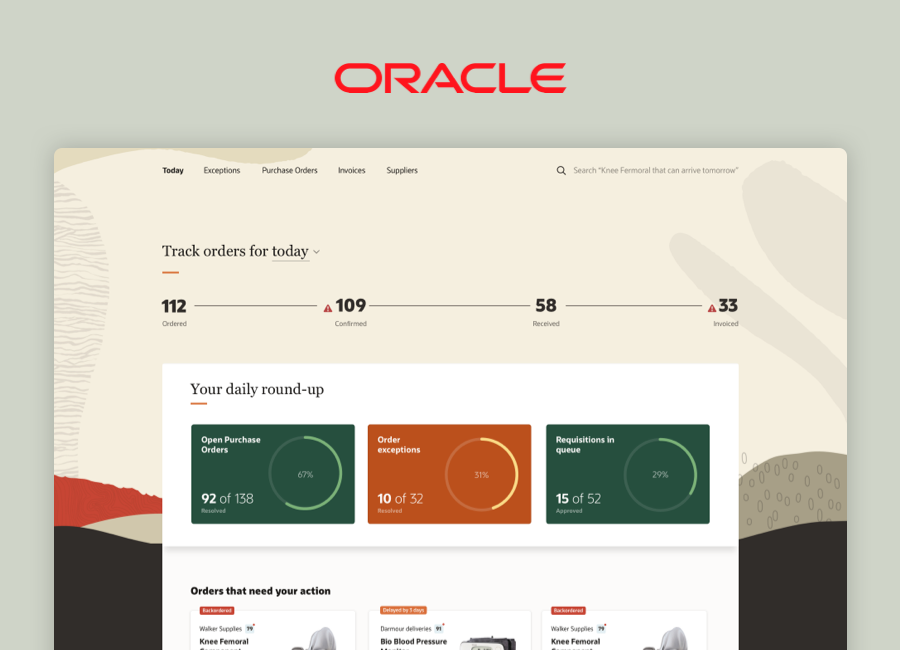 ORACLE
Today Exceptions Purchase Orders Invoices Suppliers Search “Knee Fermoral that can arrive tomorrow”
Track orders for today
112 109 58 33
Ordered Confirmed Received Invoiced
Your daily round-up
Open Purchase Orders
67%
92 of 138
Resolved
Order exceptions
31%
10 of 32
Resolved
Requisitions in queue
29%
15 of 52
Approved
Orders that need your action
Backordered
Walker Supplies 79
Knee Femoral
Delayed by 5 days
Darmour deliveries 91
Bio Blood Pressure
Backordered
Walker Supplies 79
Knee Femoral